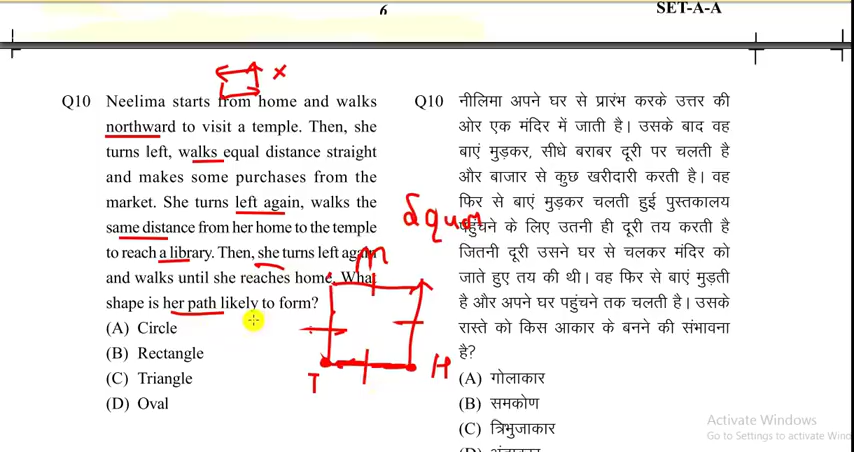 6
SET-A-A
Q10 Neelima starts from home and walks
northward to visit a temple. Then, she
turns left, walks equal distance straight
and makes some purchases from the
market. She turns left again, walks the
same distance from her home to the temple
to reach a library. Then, she turns left again
and walks until she reaches home. What
shape is her path likely to form?
(A) Circle
(B) Rectangle
(C) Triangle
(D) Oval
X
M
T
H
Q10 नीलिमा अपने घर से प्रारंभ करके उत्तर की
ओर एक मंदिर में जाती है। उसके बाद वह
बाएं मुड़कर, सीधे बराबर दूरी पर चलती है
और बाजार से कुछ खरीदारी करती है। वह
फिर से बाएं मुड़कर चलती हुई पुस्तकालय
पहुंचने के लिए उतनी ही दूरी तय करती है
जितनी दूरी उसने घर से चलकर मंदिर को
जाते हुए तय की थी। वह फिर से बाएं मुड़ती
है और अपने घर पहुंचने तक चलती है। उसके
रास्ते को किस आकार के बनने की संभावना
है?
(A) गोलाकार
(B) समकोण
(C) त्रिभुजाकार
Activate Windows
Go to Settings to activate Wind